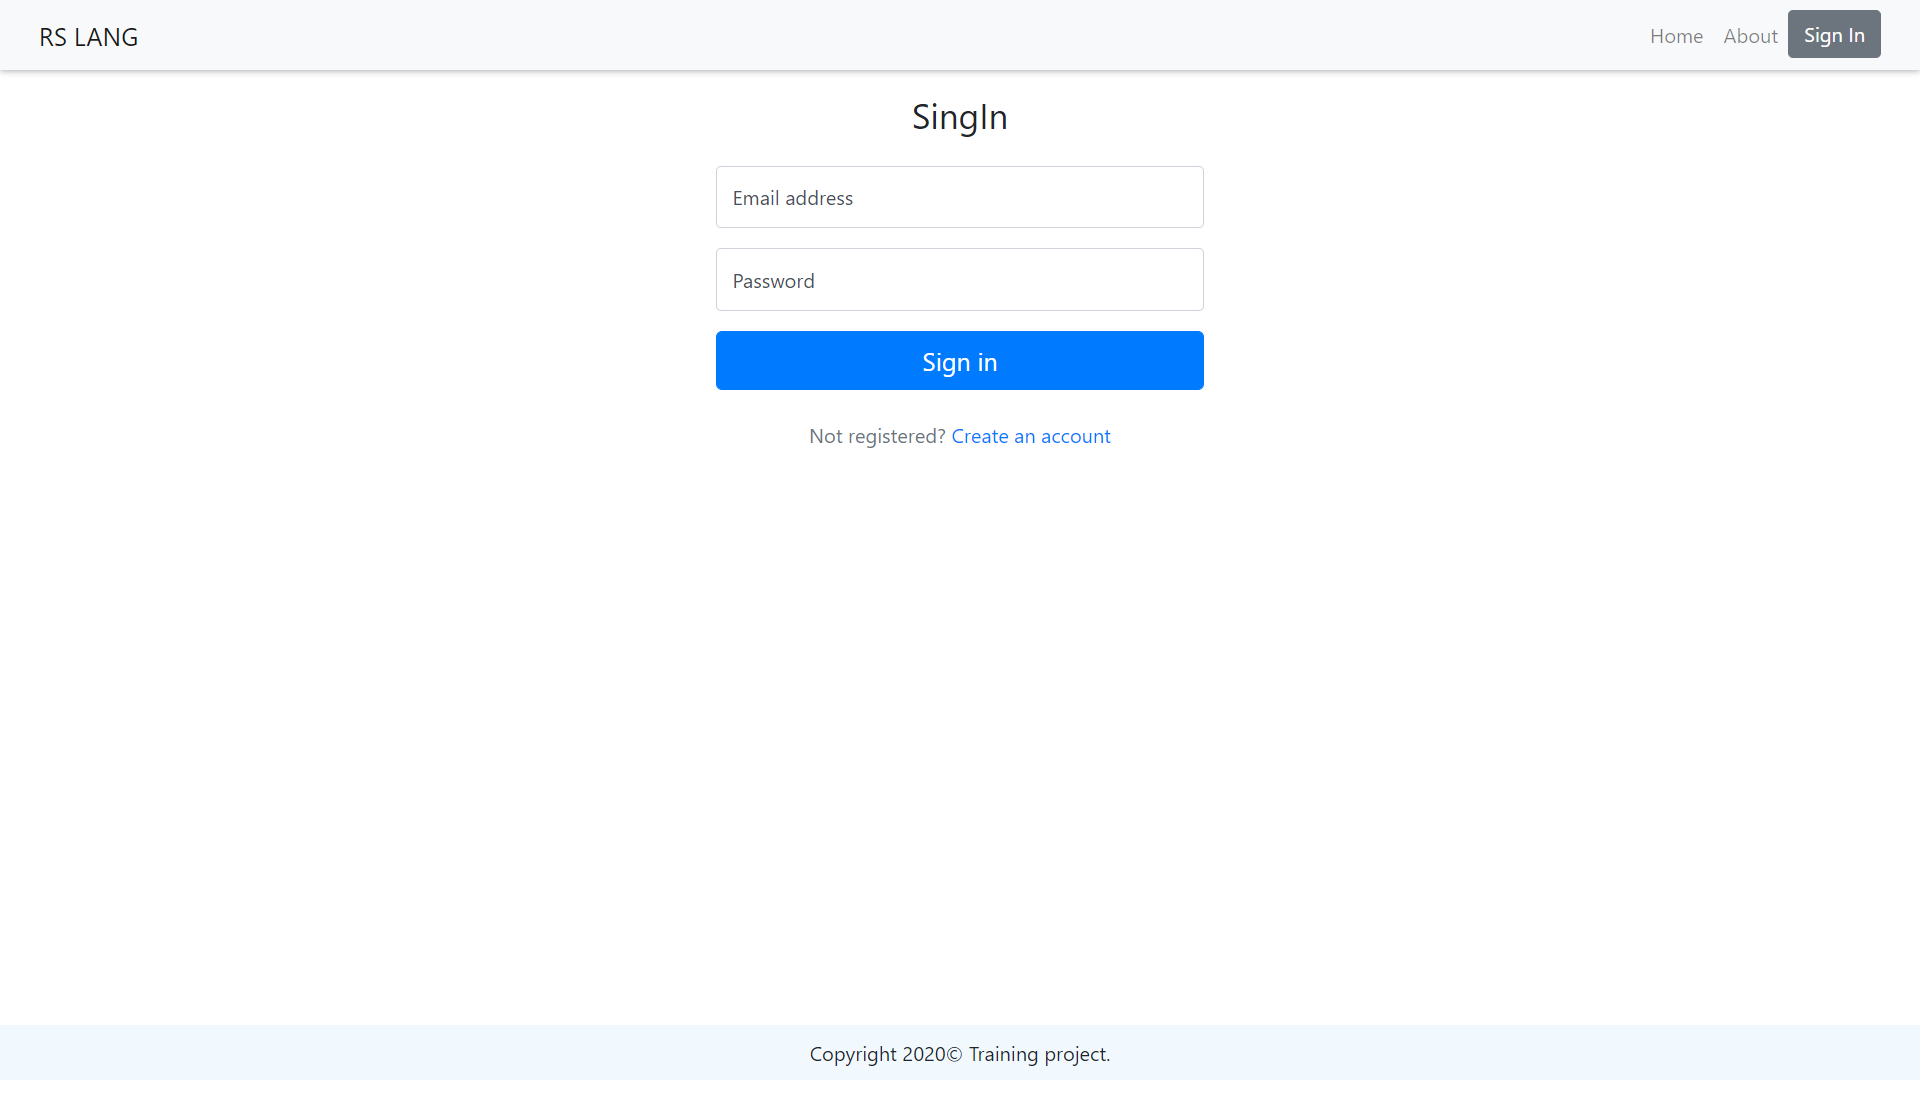 RS LANG
Home About Sign In
SingIn
Email address
Password
Sign in
Not registered? Create an account
Copyright 2020© Training project.